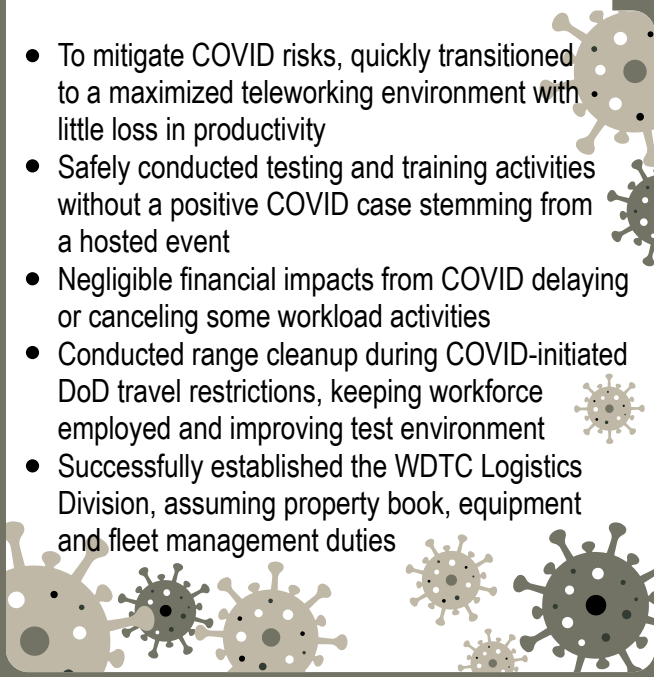 • To mitigate COVID risks, quickly transitioned
to a maximized teleworking environment with
little loss in productivity
• Safely conducted testing and training activities
without a positive COVID case stemming from
a hosted event
• Negligible financial impacts from COVID delaying
or canceling some workload activities
• Conducted range cleanup during COVID-initiated
DoD travel restrictions, keeping workforce
employed and improving test environment
• Successfully established the WDTC Logistics
Division, assuming property book, equipment
and fleet management duties